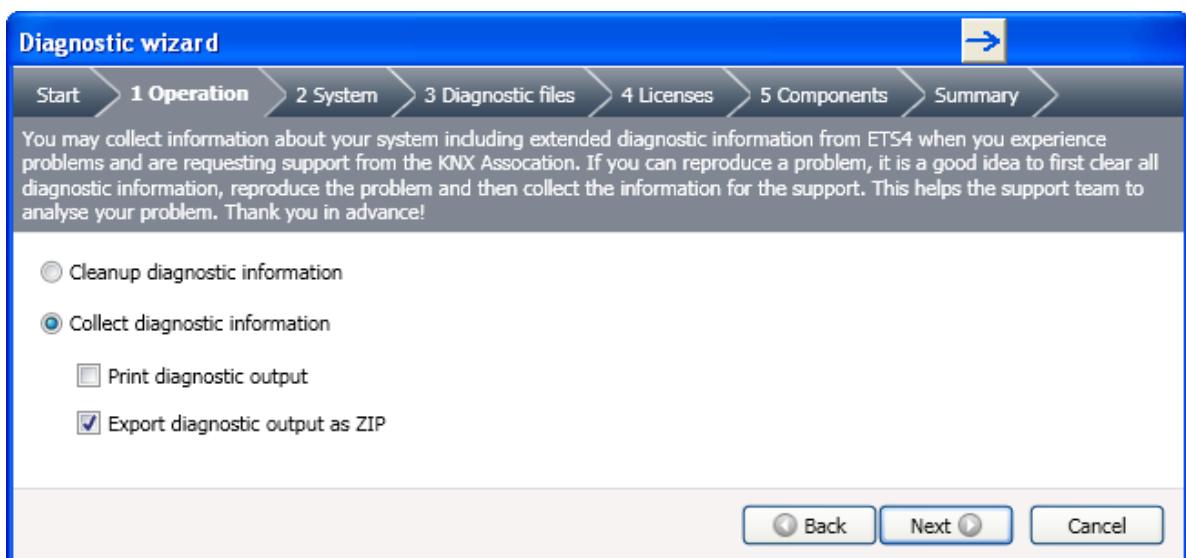 Diagnostic wizard
Start 1 Operation 2 System 3 Diagnostic files 4 Licenses 5 Components Summary
You may collect information about your system including extended diagnostic information from ETS4 when you experience
problems and are requesting support from the KNX Assocation. If you can reproduce a problem, it is a good idea to first clear all
diagnostic information, reproduce the problem and then collect the information for the support. This helps the support team to
analyse your problem. Thank you in advance!
Cleanup diagnostic information
Collect diagnostic information
Print diagnostic output
Export diagnostic output as ZIP
Back Next Cancel